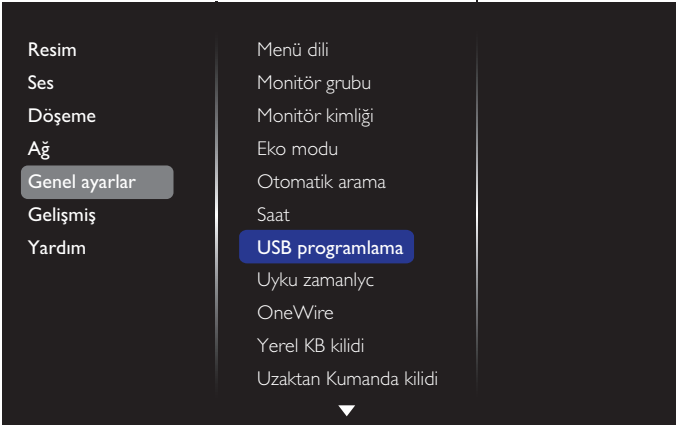 Resim
Ses
Döşeme
Ağ
Genel ayarlar
Gelişmiş
Yardım
Menü dili
Monitör grubu
Monitör kimliği
Eko modu
Otomatik arama
Saat
USB programlama
Uyku zamanlyc
OneWire
Yerel KB kilidi
Uzaktan Kumanda kilidi